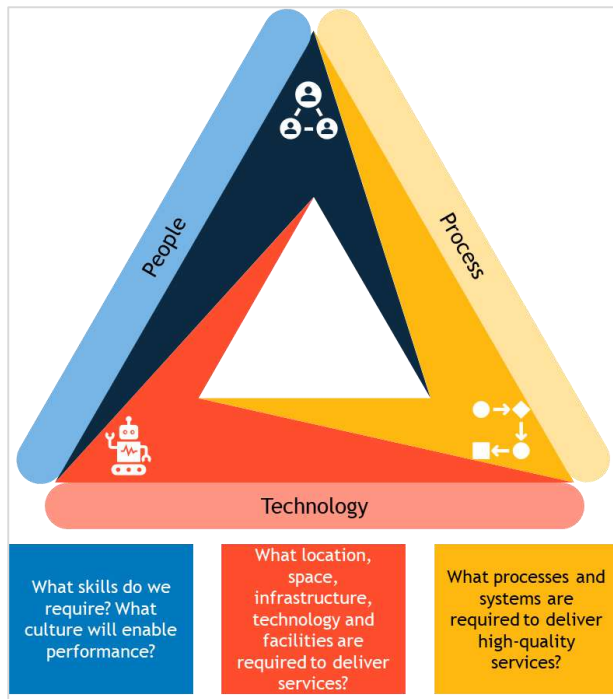 People
Process
Technology
What skills do we
require? What
culture will enable
performance?
What location,
space,
infrastructure,
technology and
facilities are
required to deliver
services?
What processes and
systems are
required to deliver
high-quality
services?